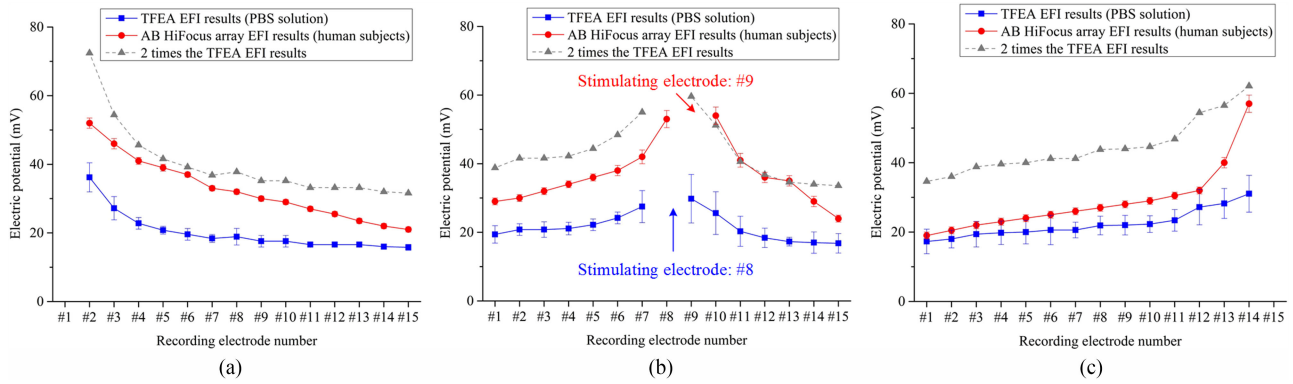 TFEA EFI results (PBS solution)
AB HiFocus array EFI results (human subjects)
2 times the TFEA EFI results
80
60
40
20
0
Electric potential (mV)
#1 #2 #3 #4 #5 #6 #7 #8 #9 #10 #11 #12 #13 #14 #15
Recording electrode number
(a)
TFEA EFI results (PBS solution)
AB HiFocus array EFI results (human subjects)
2 times the TFEA EFI results
Stimulating electrode: #9
Stimulating electrode: #8
80
60
40
20
0
Electric potential (mV)
#1 #2 #3 #4 #5 #6 #7 #8 #9 #10 #11 #12 #13 #14 #15
Recording electrode number
(b)
TFEA EFI results (PBS solution)
AB HiFocus array EFI results (human subjects)
2 times the TFEA EFI results
80
60
40
20
0
Electric potential (mV)
#1 #2 #3 #4 #5 #6 #7 #8 #9 #10 #11 #12 #13 #14 #15
Recording electrode number
(c)